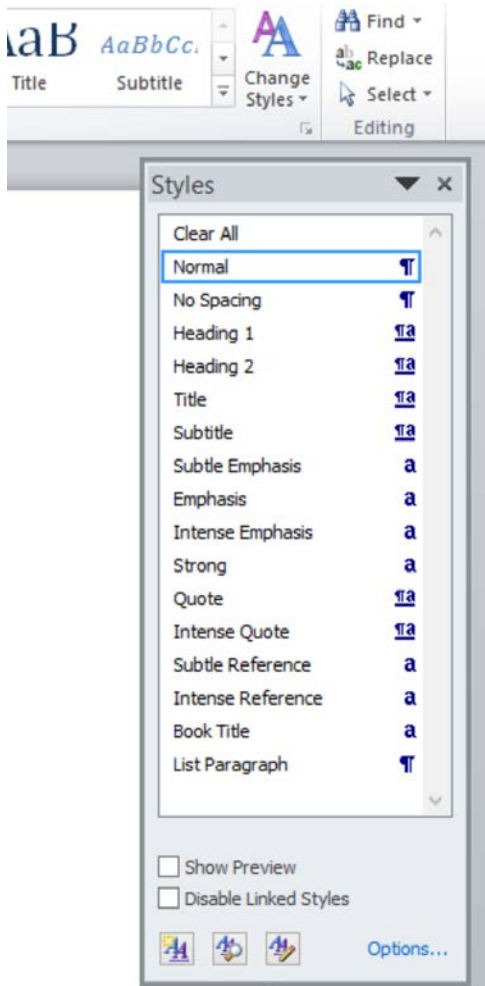 AaB AaBbCc.
Title Subtitle
Change
Styles
Find
Replace
Select
Editing
Styles
Clear All
Normal ¶
No Spacing ¶
Heading 1 ¶a
Heading 2 ¶a
Title ¶a
Subtitle ¶a
Subtle Emphasis a
Emphasis a
Intense Emphasis a
Strong a
Quote ¶a
Intense Quote ¶a
Subtle Reference a
Intense Reference a
Book Title a
List Paragraph ¶
Show Preview
Disable Linked Styles
Options...